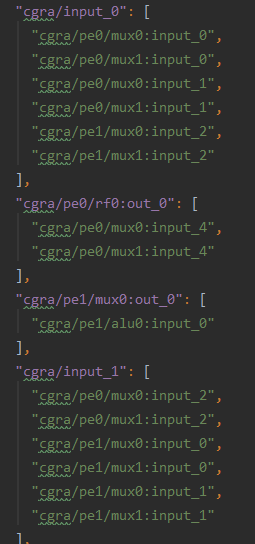 "cgra/input_0": [
"cgra/pe0/mux0:input_0",
"cgra/pe0/mux1:input_0",
"cgra/pe0/mux0:input_1",
"cgra/pe0/mux1:input_1",
"cgra/pe1/mux0:input_2",
"cgra/pe1/mux1:input_2"
],
"cgra/pe0/rf0:out_0": [
"cgra/pe0/mux0:input_4",
"cgra/pe0/mux1:input_4"
],
"cgra/pe1/mux0:out_0": [
"cgra/pe1/alu0:input_0"
],
"cgra/input_1": [
"cgra/pe0/mux0:input_2",
"cgra/pe0/mux1:input_2",
"cgra/pe1/mux0:input_0",
"cgra/pe1/mux1:input_0",
"cgra/pe1/mux0:input_1",
"cgra/pe1/mux1:input_1"
],